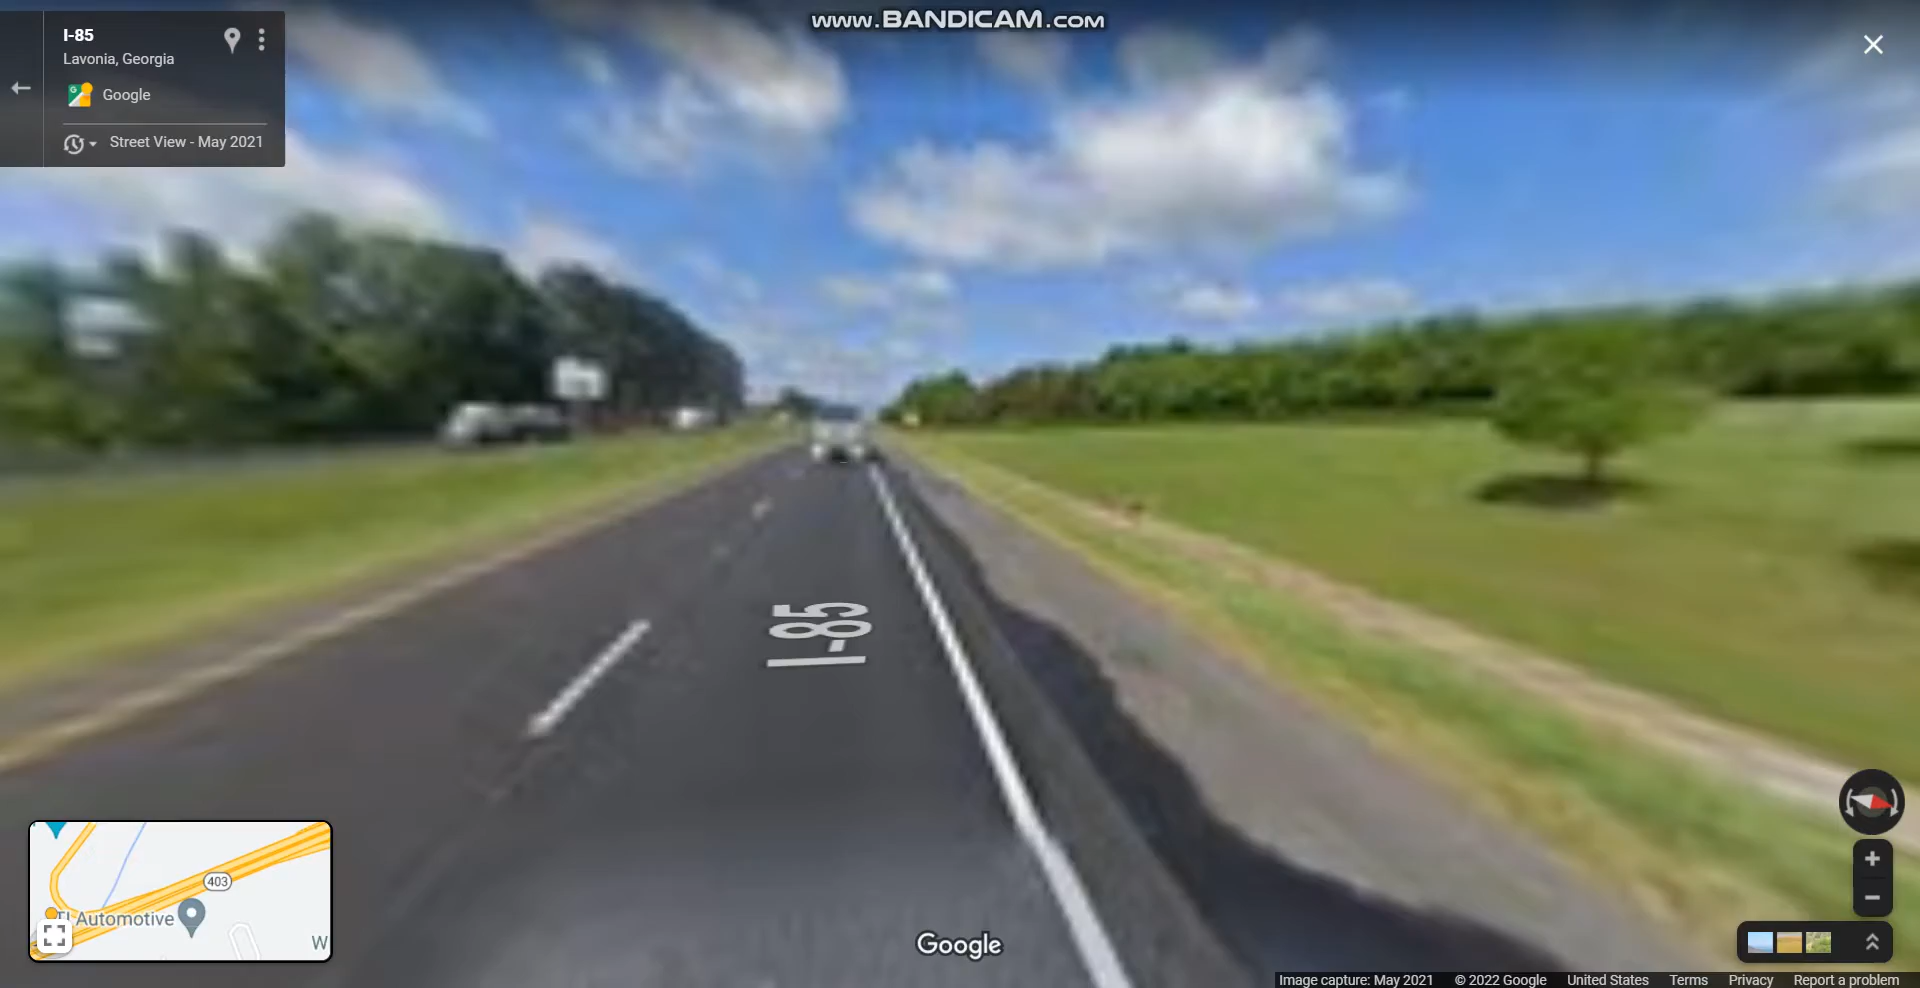 www.BANDICAM.com
I-85
Lavonia, Georgia
Google
Street View - May 2021
I-85
403
TI Automotive
W
Google
Image capture: May 2021 © 2022 Google United States Terms Privacy Report a problem